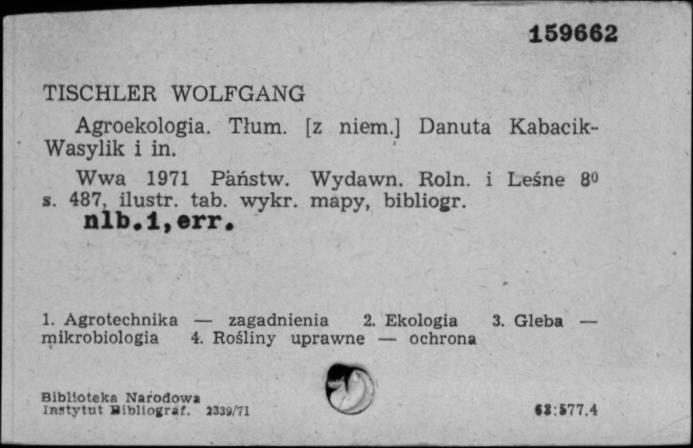 159662
TISCHLER WOLFGANG
Agroekologia. Tłum. [z niem.] Danuta Kabacik-
Wasylik i in.
Wwa 1971 Państw. Wydawn. Roln. i Leśne 8⁰
s. 487, ilustr. tab. wykr. mapy, bibliogr.
nlb.1,err.
1. Agrotechnika — zagadnienia 2. Ekologia 3. Gleba —
mikrobiologia 4. Rośliny uprawne — ochrona
Biblioteka Narodowa
Instytut Bibliograf. 2339/71
63:577.4